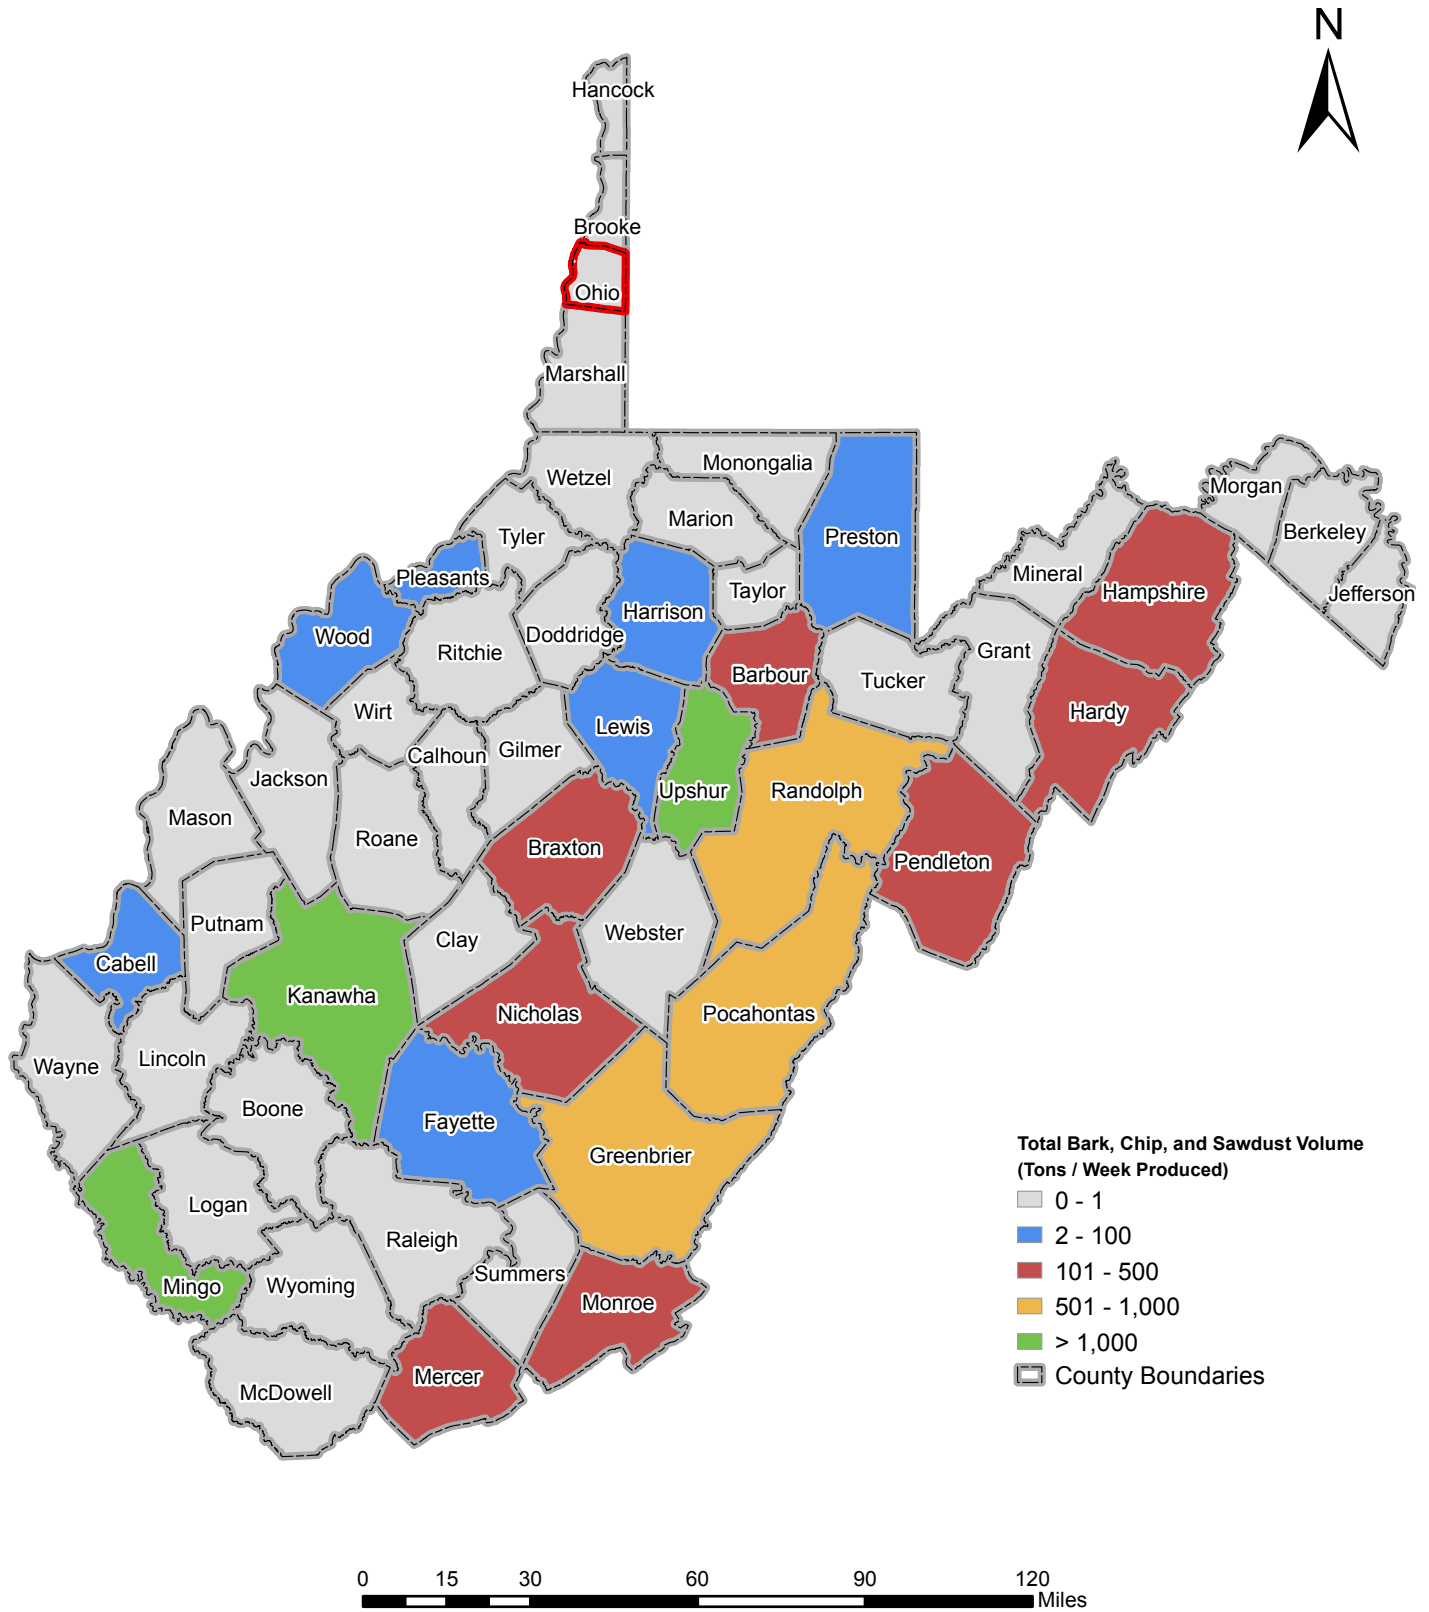 N
Hancock
Brooke
Ohio
Marshall
Wetzel
Monongalia
Marion
Preston
Tyler
Pleasants
Taylor
Harrison
Wood
Doddridge
Ritchie
Barbour
Tucker
Grant
Mineral
Hampshire
Morgan
Berkeley
Jefferson
Hardy
Wirt
Lewis
Gilmer
Calhoun
Jackson
Upshur
Randolph
Mason
Roane
Braxton
Pendleton
Putnam
Clay
Webster
Cabell
Kanawha
Nicholas
Pocahontas
Wayne
Lincoln
Boone
Fayette
Greenbrier
Logan
Raleigh
Summers
Mingo
Wyoming
Monroe
Mercer
McDowell
Total Bark, Chip, and Sawdust Volume
(Tons / Week Produced)
0 - 1
2 - 100
101 - 500
501 - 1,000
> 1,000
County Boundaries
0 15 30 60 90 120
Miles